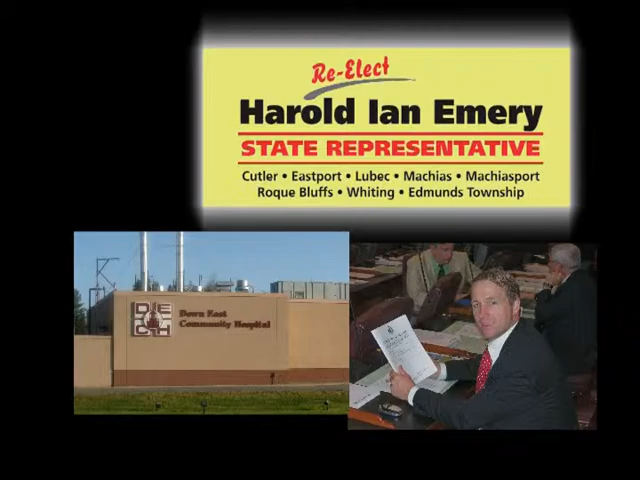 Re-Elect
Harold Ian Emery
STATE REPRESENTATIVE
Cutler • Eastport • Lubec • Machias • Machiasport
Roque Bluffs • Whiting • Edmunds Township
DECH
Down East
Community Hospital